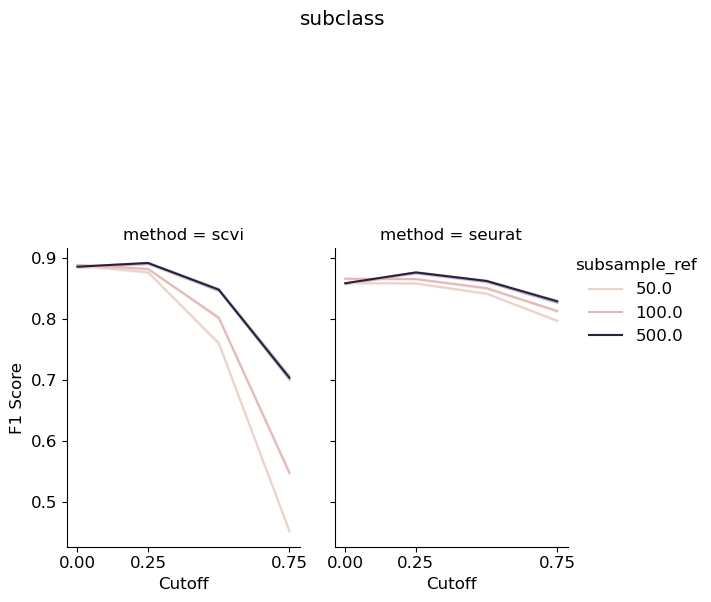 subclass
method = scvi
method = seurat
subsample_ref
50.0
100.0
500.0
F1 Score
0.9
0.8
0.7
0.6
0.5
0.00 0.25 0.75
0.00 0.25 0.75
Cutoff
Cutoff